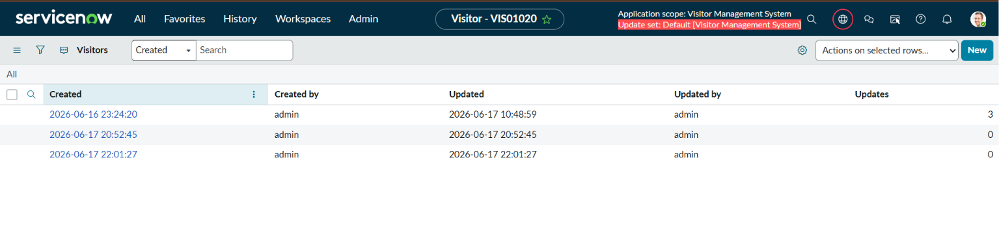 servicenow All Favorites History Workspaces Admin Visitor - VIS01020 Application scope: Visitor Management System
Update set: Default [Visitor Management System]
Visitors Created Search Actions on selected rows... New
All
Created Created by Updated Updated by Updates
2026-06-16 23:24:20 admin 2026-06-17 10:48:59 admin 3
2026-06-17 20:52:45 admin 2026-06-17 20:52:45 admin 0
2026-06-17 22:01:27 admin 2026-06-17 22:01:27 admin 0